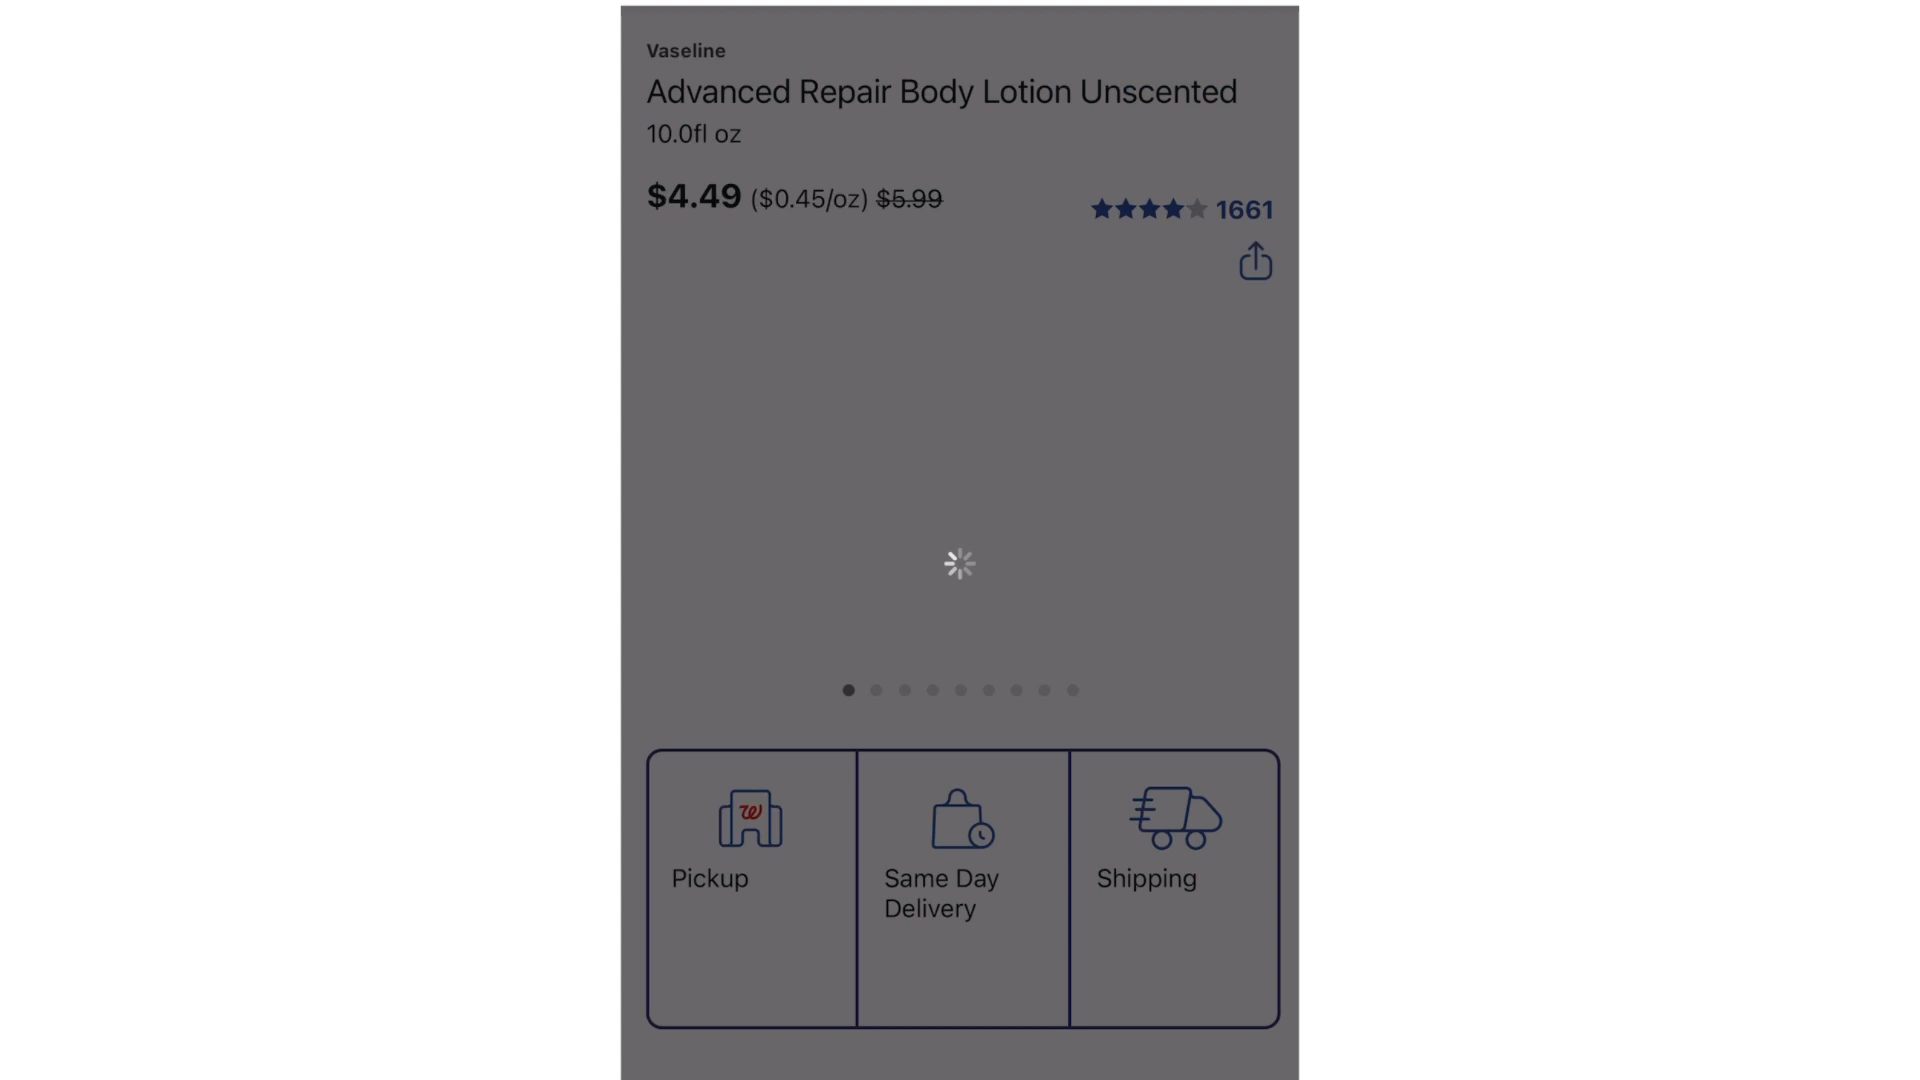 Vaseline
Advanced Repair Body Lotion Unscented
10.0fl oz
$4.49 ($0.45/oz) $5.99
1661
W
Pickup
Same Day
Delivery
Shipping